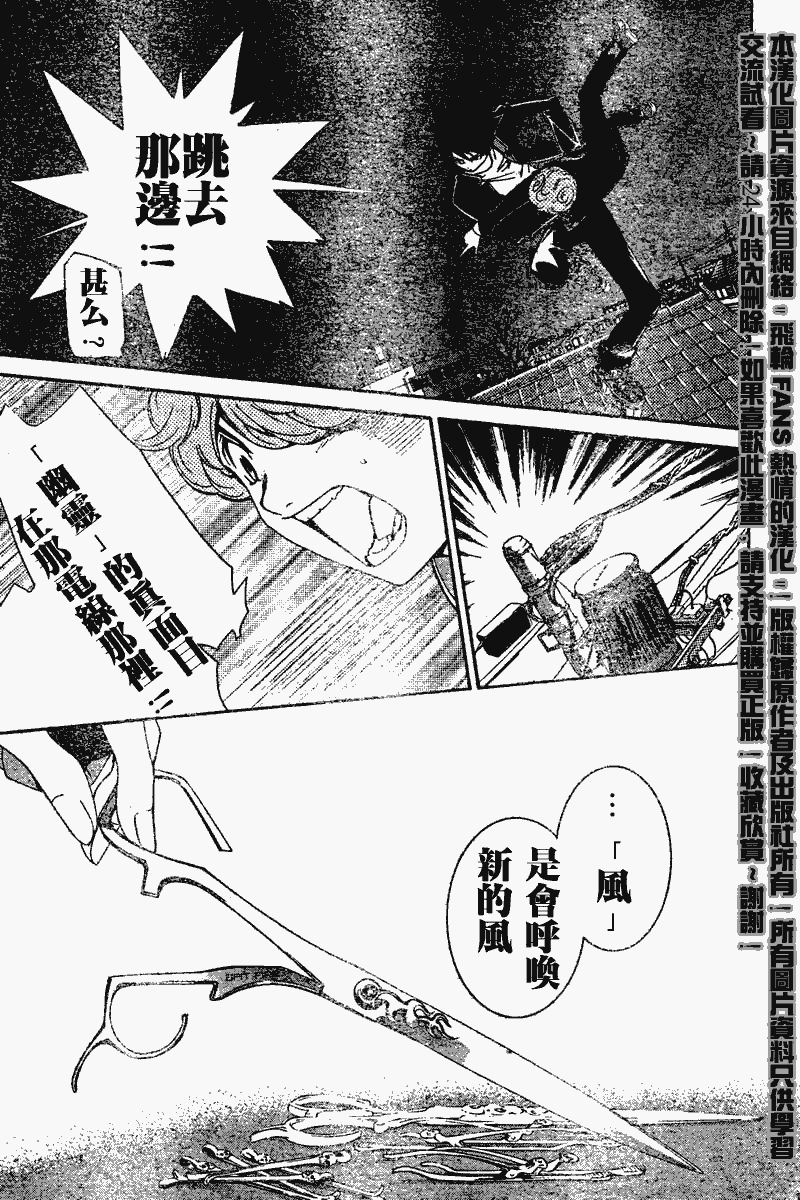 跳去
那邊!!
甚么?
「幽靈」的真面目
在那電線那裡!!
…「風」
是會呼喚
新的風
本漢化圖片資源來自網絡,飛輪FANS熱情的漢化!版權歸原作者及出版社所有!所有圖片資料只供學習
交流試看~請24小時內刪除!如果喜歡此漫畫,請支持並購買正版!收藏欣賞~謝謝!